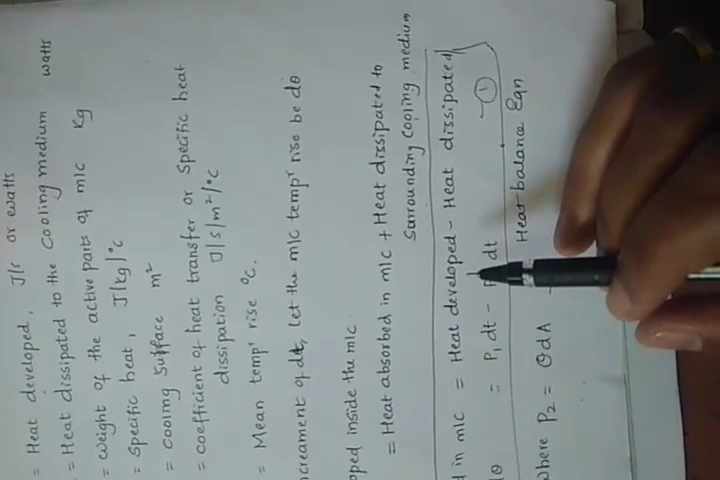 = Heat developed, J/s or watts
= Heat dissipated to the cooling medium watts
= weight of the active parts of m/c Kg
= specific heat, J/kg/°c
= cooling surface m²
= coefficient of heat transfer or specific heat
dissipation J/s/m²/°c
= Mean temp' rise °c.
increament of dt, let the m/c temp' rise be dθ
inside the m/c.
= Heat absorbed in m/c + Heat dissipated to
surrounding cooling medium
in m/c = Heat developed - Heat dissipated
dθ = P₁ dt - dt - ①
Heat balance Eqn
Where P₂ = θ d A